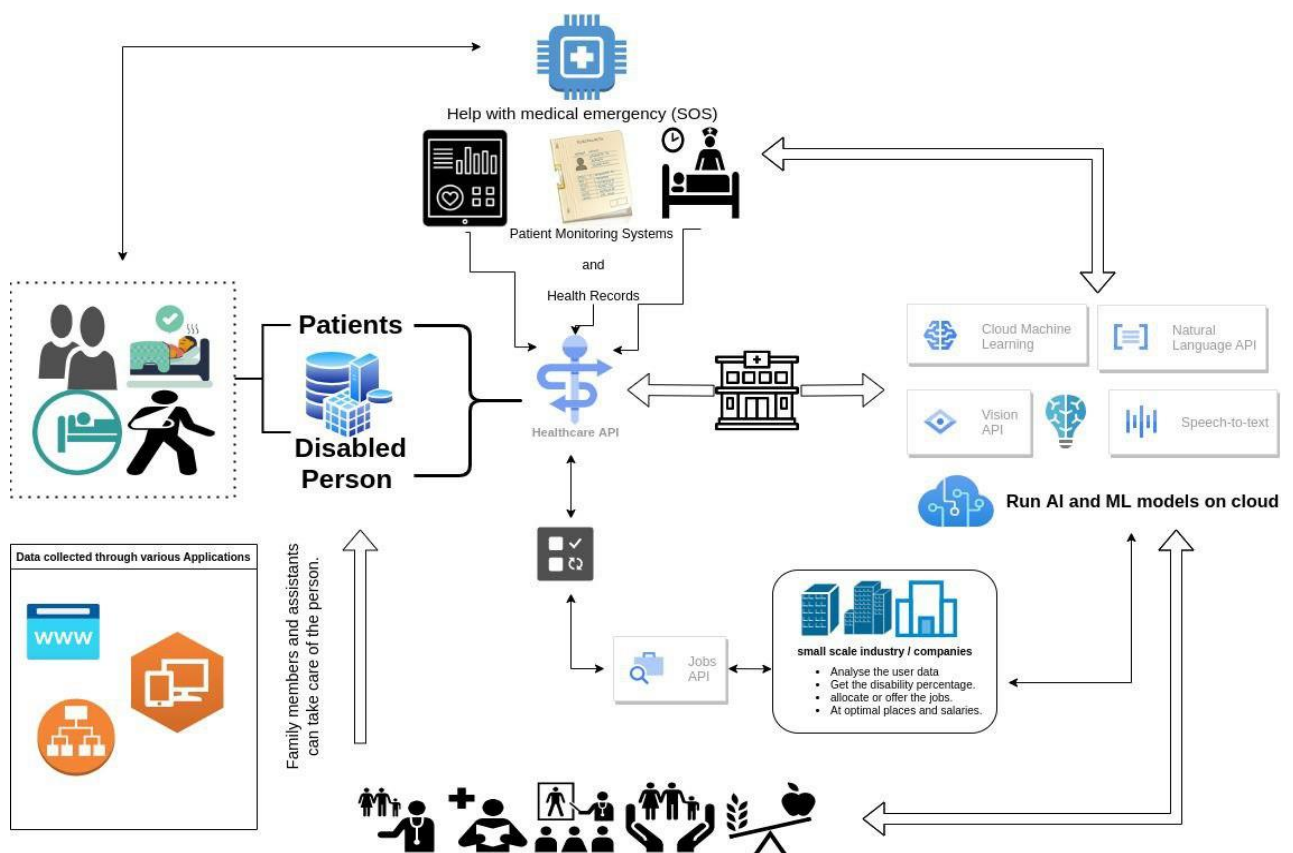 Help with medical emergency (SOS)
Patient Monitoring Systems
and
Health Records
Patients
Disabled
Person
Healthcare API
Cloud Machine
Learning
Natural
Language API
Vision
API
Speech-to-text
Run AI and ML models on cloud
Data collected through various Applications
www
Family members and assistants
can take care of the person.
Jobs
API
small scale industry / companies
• Analyse the user data
• Get the disability percentage.
• allocate or offer the jobs.
• At optimal places and salaries.